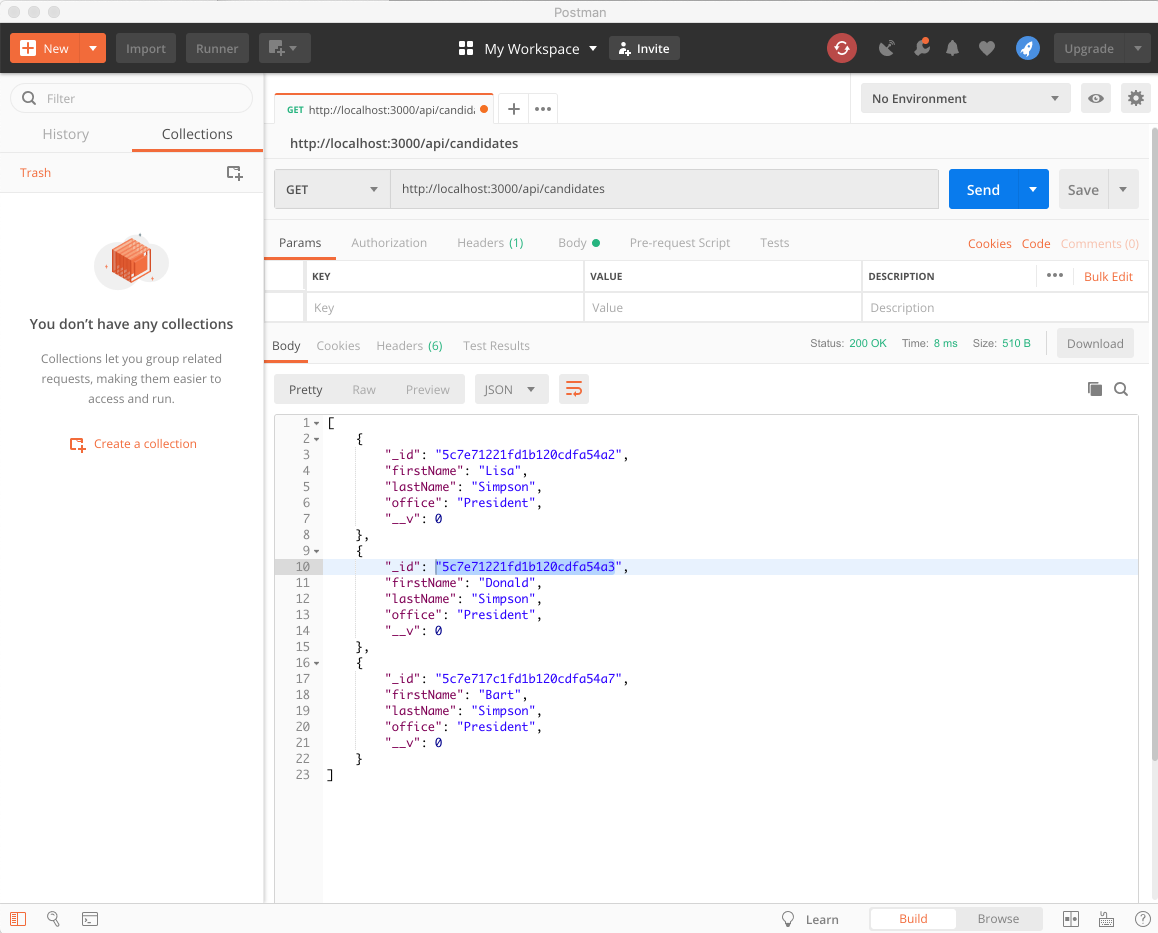 Postman
New
Import
Runner
My Workspace
Invite
Upgrade
Filter
History Collections
Trash
You don’t have any collections
Collections let you group related
requests, making them easier to
access and run.
Create a collection
GET http://localhost:3000/api/candida
No Environment
http://localhost:3000/api/candidates
GET http://localhost:3000/api/candidates
Send
Save
Params Authorization Headers (1) Body Pre-request Script Tests
Cookies Code Comments (0)
KEY VALUE DESCRIPTION Bulk Edit
Key Value Description
Body Cookies Headers (6) Test Results
Status: 200 OK Time: 8 ms Size: 510 B
Download
Pretty Raw Preview JSON
1 [
2 {
3 "_id": "5c7e71221fd1b120cdfa54a2",
4 "firstName": "Lisa",
5 "lastName": "Simpson",
6 "office": "President",
7 "__v": 0
8 },
9 {
10 "_id": "5c7e71221fd1b120cdfa54a3",
11 "firstName": "Donald",
12 "lastName": "Simpson",
13 "office": "President",
14 "__v": 0
15 },
16 {
17 "_id": "5c7e717c1fd1b120cdfa54a7",
18 "firstName": "Bart",
19 "lastName": "Simpson",
20 "office": "President",
21 "__v": 0
22 }
23 ]
Learn
Build Browse